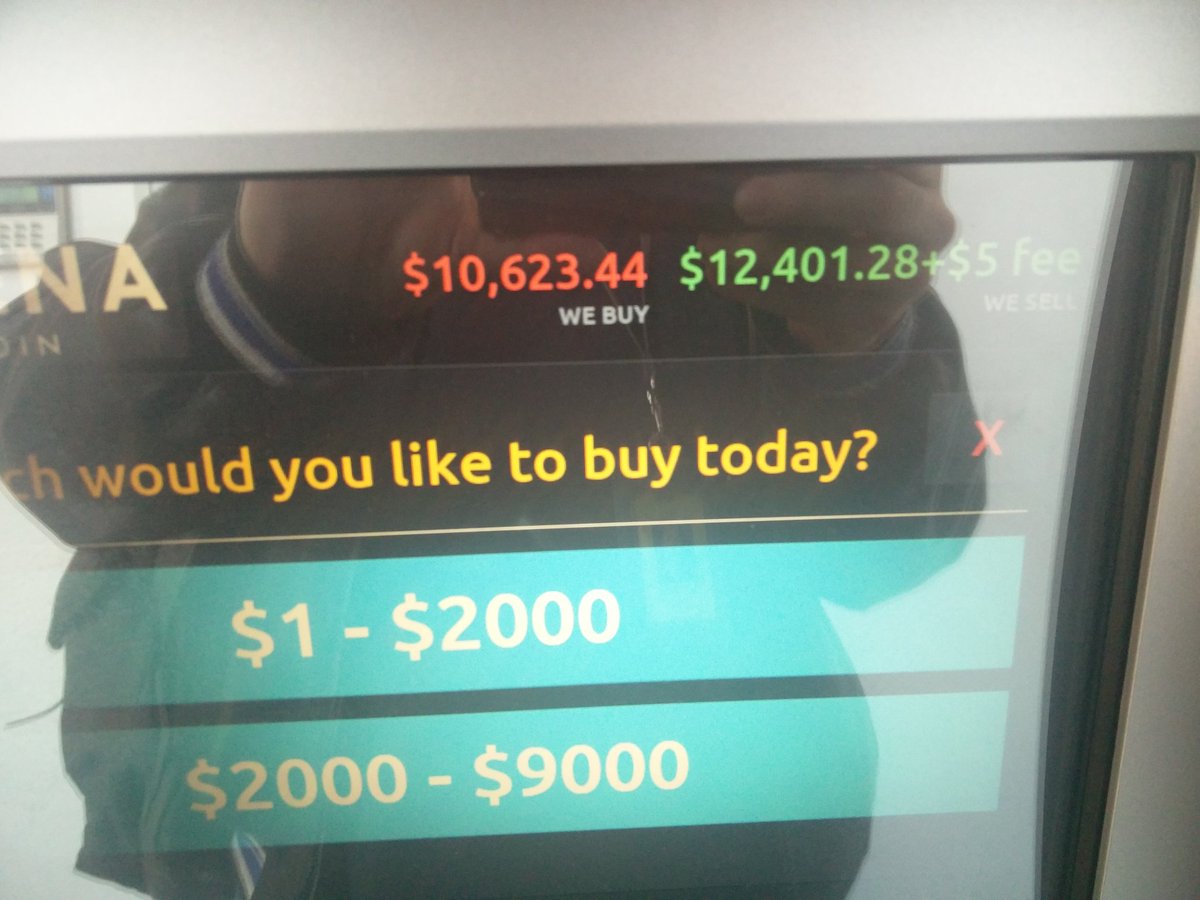 NA
OIN
$10,623.44
WE BUY
$12,401.28+$5 fee
WE SELL
ch would you like to buy today?
X
$1 - $2000
$2000 - $9000